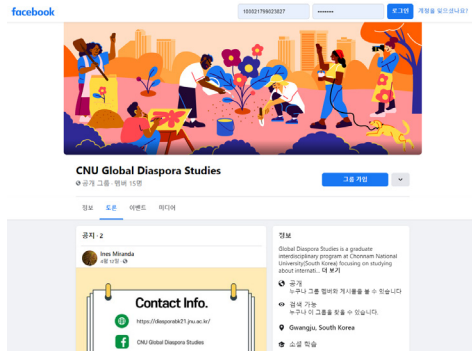 facebook
100021799023827
••••••••
로그인
계정을 잊으셨나요?
CNU Global Diaspora Studies
공개 그룹 · 멤버 15명
그룹 가입
정보 토론 이벤트 미디어
공지 · 2
Ines Miranda
4월 12일
Contact Info.
https://diasporabk21.jnu.ac.kr/
CNU Global Diaspora Studies
정보
Global Diaspora Studies is a graduate
interdisciplinary program at Chonnam National
University(South Korea) focusing on studying
about internati... 더 보기
공개
누구나 그룹 멤버와 게시물을 볼 수 있습니다.
검색 가능
누구나 이 그룹을 찾을 수 있습니다.
Gwangju, South Korea
소셜 학습